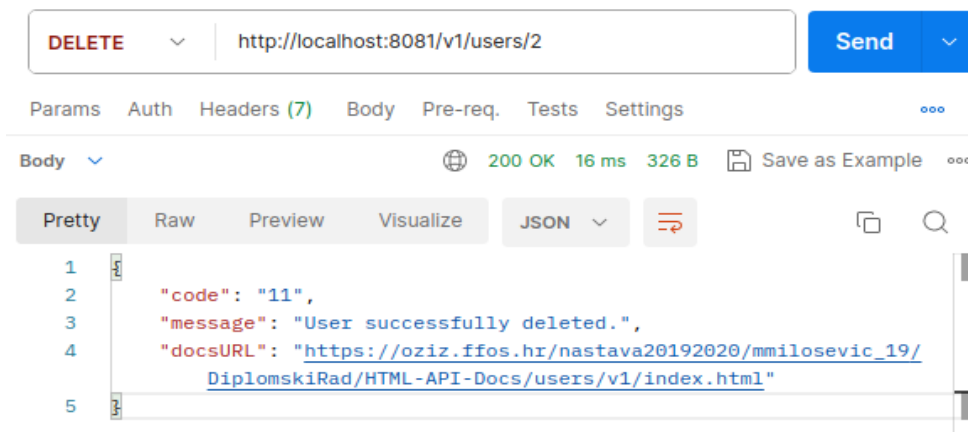 DELETE http://localhost:8081/v1/users/2 Send
Params Auth Headers (7) Body Pre-req. Tests Settings
Body 200 OK 16 ms 326 B Save as Example
Pretty Raw Preview Visualize JSON
1 {
2 "code": "11",
3 "message": "User successfully deleted.",
4 "docsURL": "https://oziz.ffos.hr/nastava20192020/mmilosevic_19/
DiplomskiRad/HTML-API-Docs/users/v1/index.html"
5 }